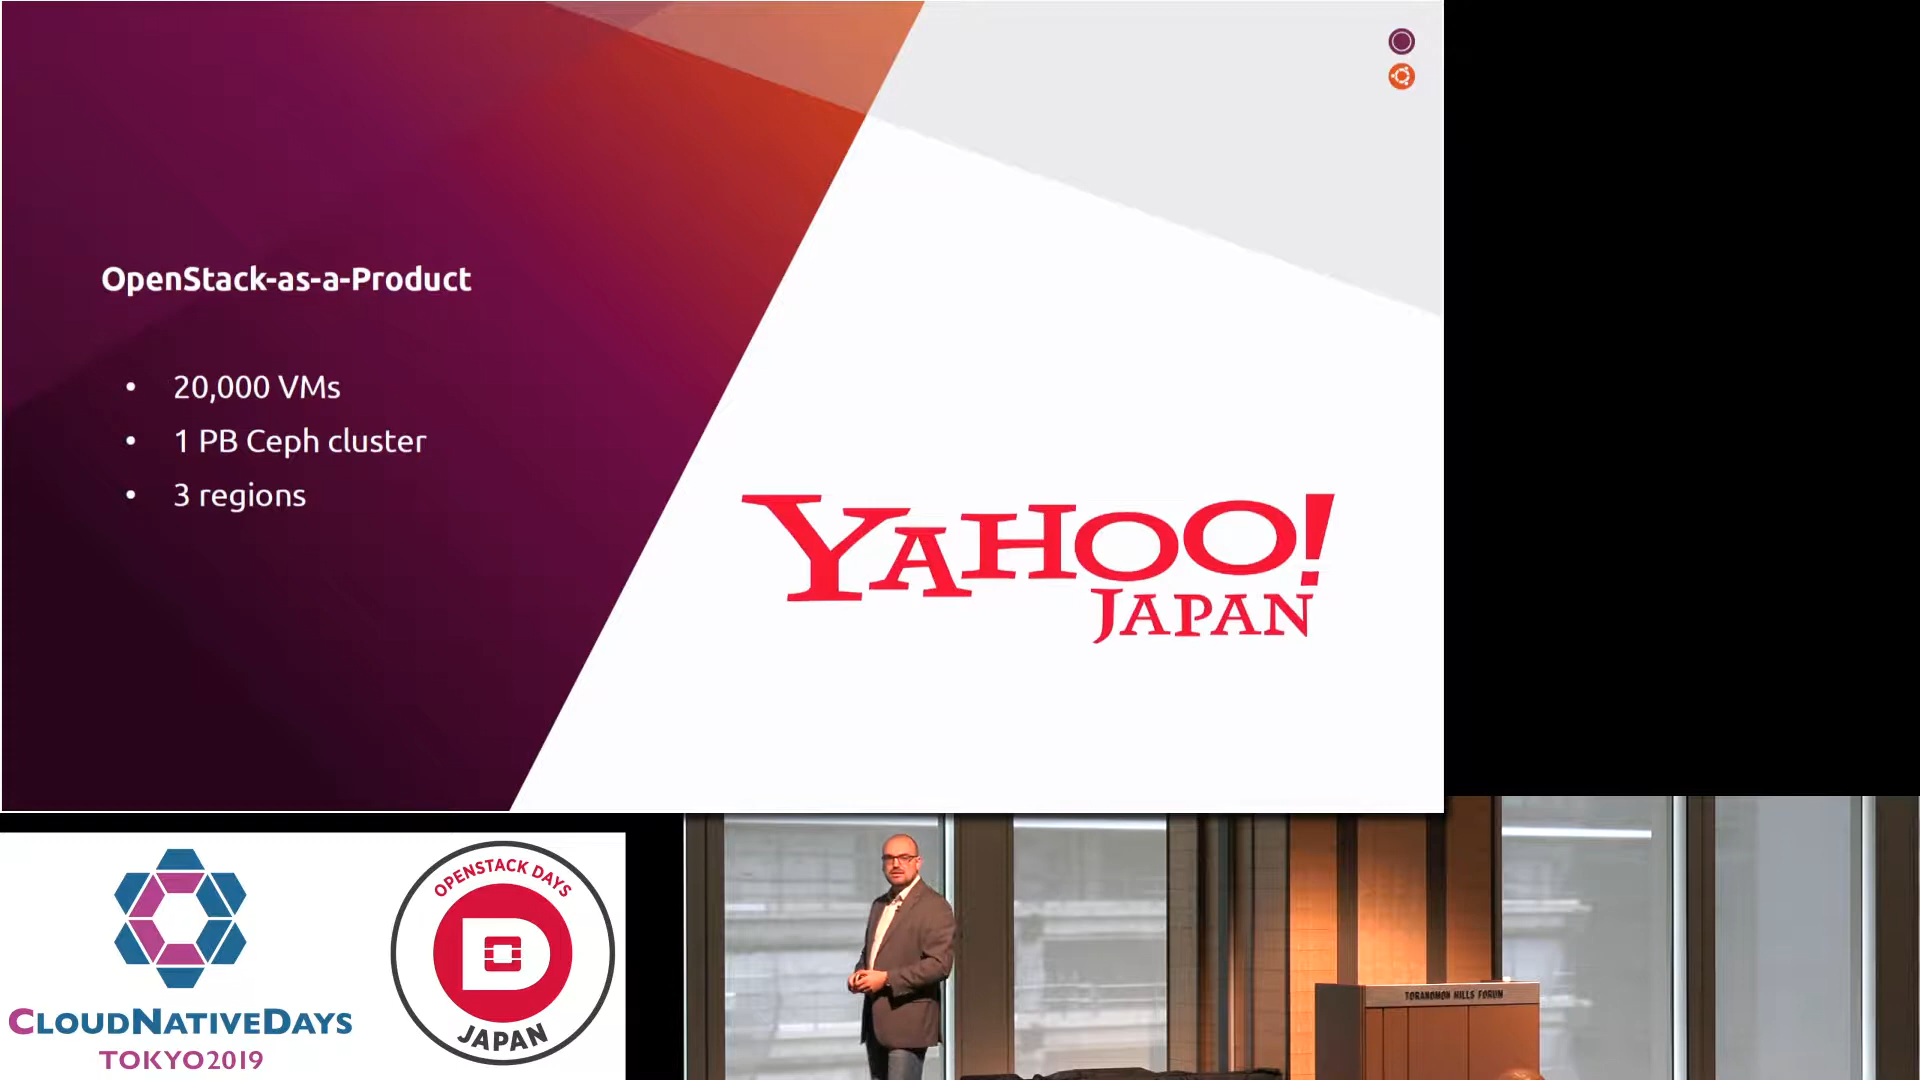 OpenStack-as-a-Product
• 20,000 VMs
• 1 PB Ceph cluster
• 3 regions
YAHOO!
JAPAN
CLOUDNATIVEDAYS
TOKYO2019
OPENSTACK DAYS
JAPAN
TORANOMON HILLS FORUM